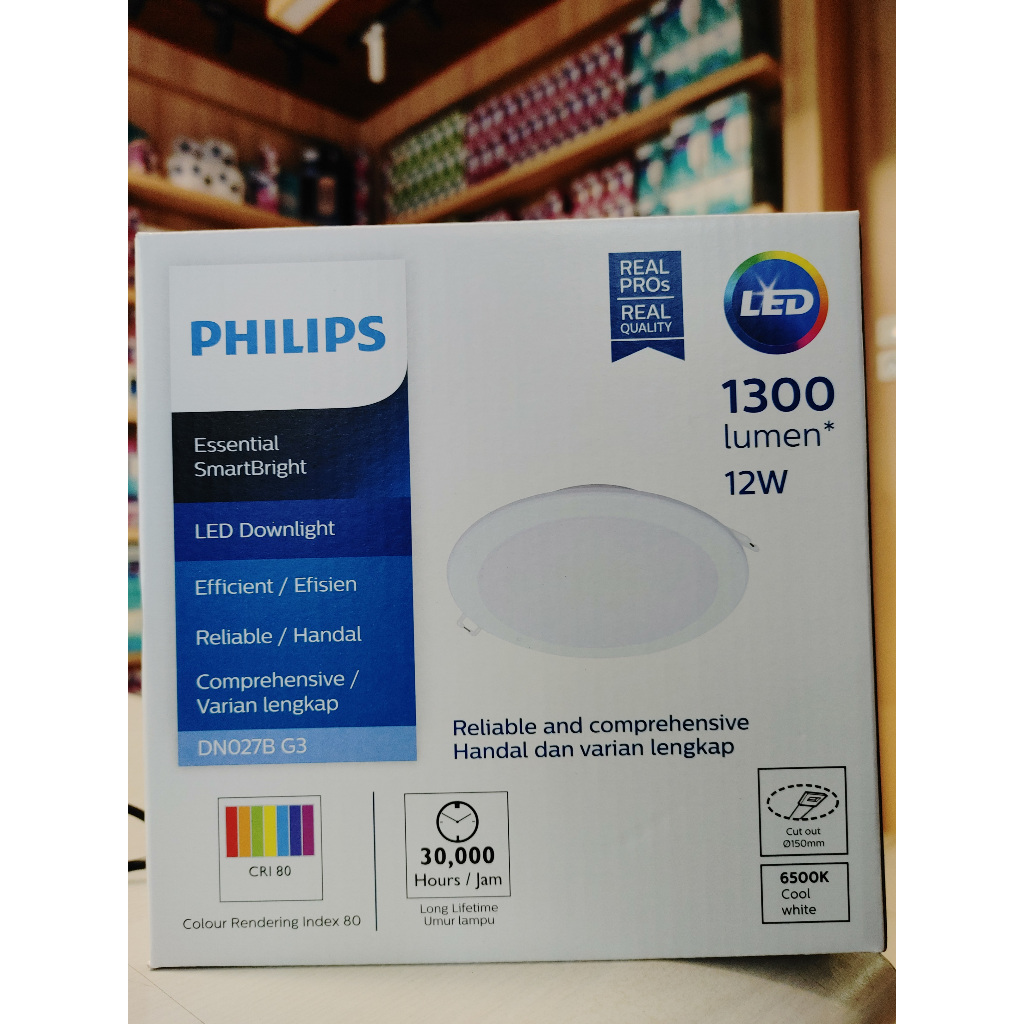 PHILIPS
Essential
SmartBright
LED Downlight
Efficient / Efisien
Reliable / Handal
Comprehensive /
Varian lengkap
DN027B G3
REAL
PROs
REAL
QUALITY
LED
1300
lumen*
12W
Reliable and comprehensive
Handal dan varian lengkap
CRI 80
Colour Rendering Index 80
30,000
Hours / Jam
Long Lifetime
Umur lampu
Cut out
Ø150mm
6500K
Cool
white